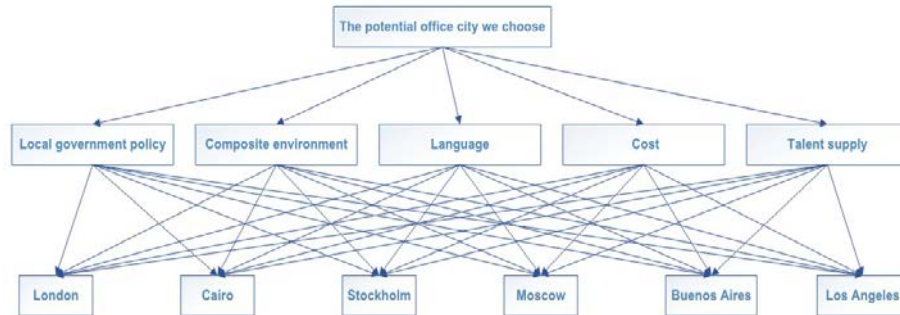 The potential office city we choose
Local government policy
Composite environment
Language
Cost
Talent supply
London
Cairo
Stockholm
Moscow
Buenos Aires
Los Angeles